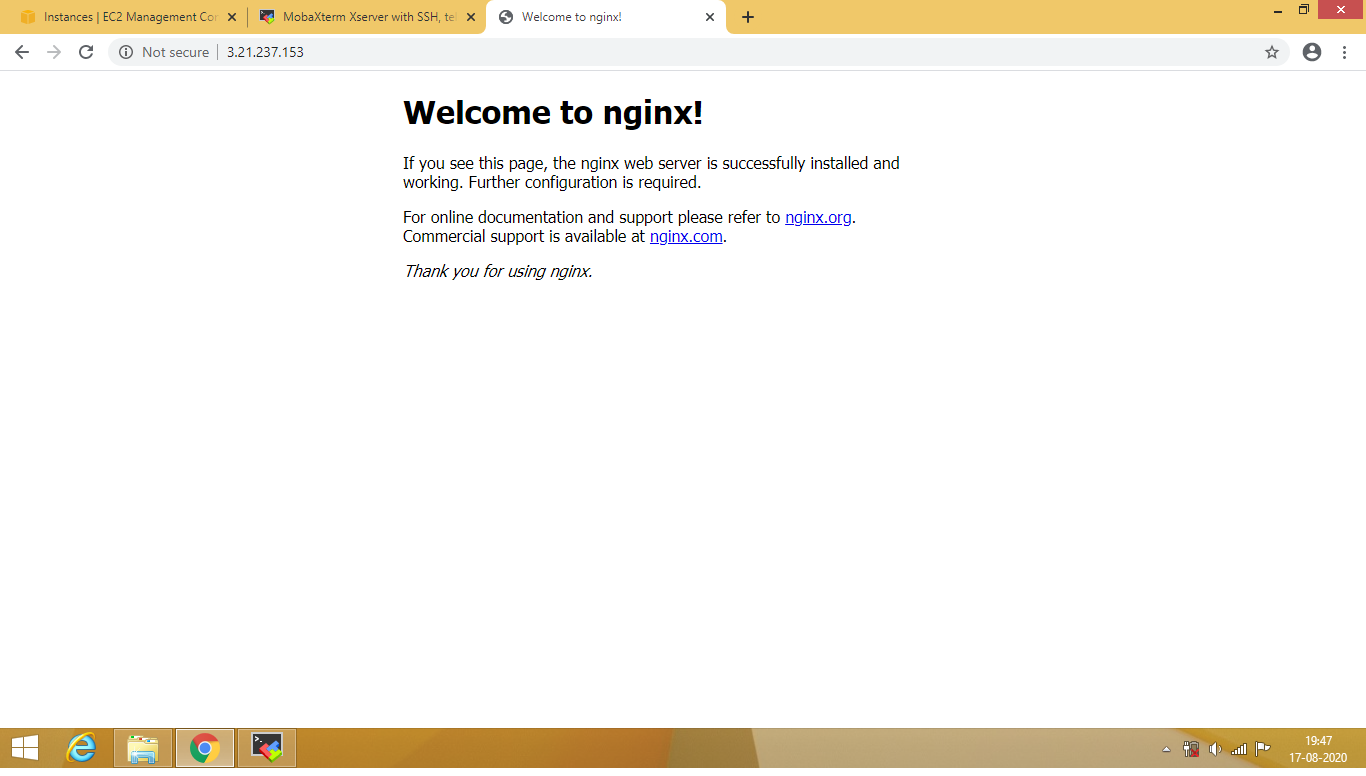 Instances | EC2 Management Cor
MobaXterm Xserver with SSH, tel
Welcome to nginx!
Not secure
3.21.237.153
Welcome to nginx!
If you see this page, the nginx web server is successfully installed and
working. Further configuration is required.
For online documentation and support please refer to nginx.org.
Commercial support is available at nginx.com.
Thank you for using nginx.
19:47
17-08-2020